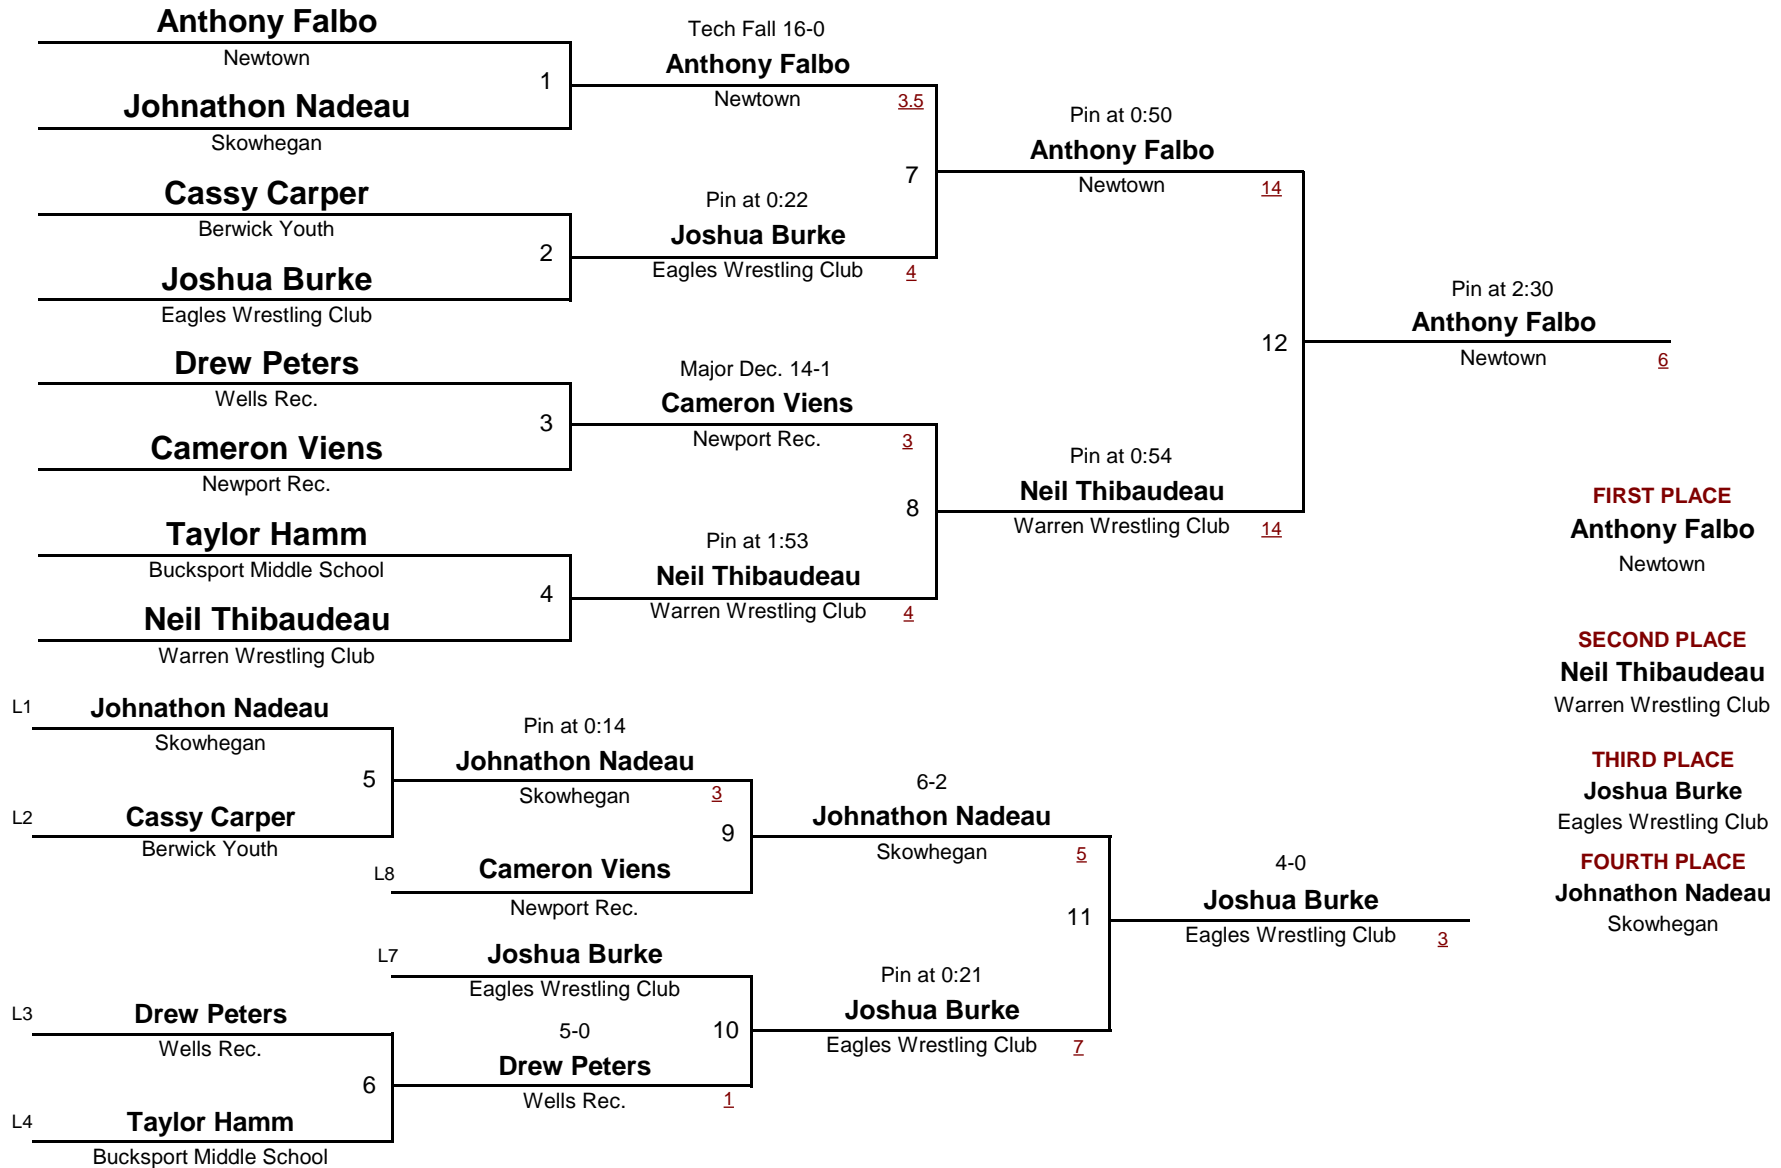 Anthony Falbo
Newtown
1
Johnathon Nadeau
Skowhegan
Cassy Carper
Berwick Youth
2
Joshua Burke
Eagles Wrestling Club
Drew Peters
Wells Rec.
3
Cameron Viens
Newport Rec.
Taylor Hamm
Bucksport Middle School
4
Neil Thibaudeau
Warren Wrestling Club
Tech Fall 16-0
Anthony Falbo
Newtown 3.5
7
Pin at 0:22
Joshua Burke
Eagles Wrestling Club 4
Major Dec. 14-1
Cameron Viens
Newport Rec. 3
8
Pin at 1:53
Neil Thibaudeau
Warren Wrestling Club 4
Pin at 0:50
Anthony Falbo
Newtown 14
12
Pin at 0:54
Neil Thibaudeau
Warren Wrestling Club 14
Pin at 2:30
Anthony Falbo
Newtown 6
FIRST PLACE
Anthony Falbo
Newtown
SECOND PLACE
Neil Thibaudeau
Warren Wrestling Club
THIRD PLACE
Joshua Burke
Eagles Wrestling Club
FOURTH PLACE
Johnathon Nadeau
Skowhegan
L1 Johnathon Nadeau
Skowhegan
5
L2 Cassy Carper
Berwick Youth
Pin at 0:14
Johnathon Nadeau
Skowhegan 3
9
L8 Cameron Viens
Newport Rec.
L7 Joshua Burke
Eagles Wrestling Club
10
5-0
Drew Peters
Wells Rec. 1
L3 Drew Peters
Wells Rec.
6
L4 Taylor Hamm
Bucksport Middle School
6-2
Johnathon Nadeau
Skowhegan 5
11
Pin at 0:21
Joshua Burke
Eagles Wrestling Club 7
4-0
Joshua Burke
Eagles Wrestling Club 3